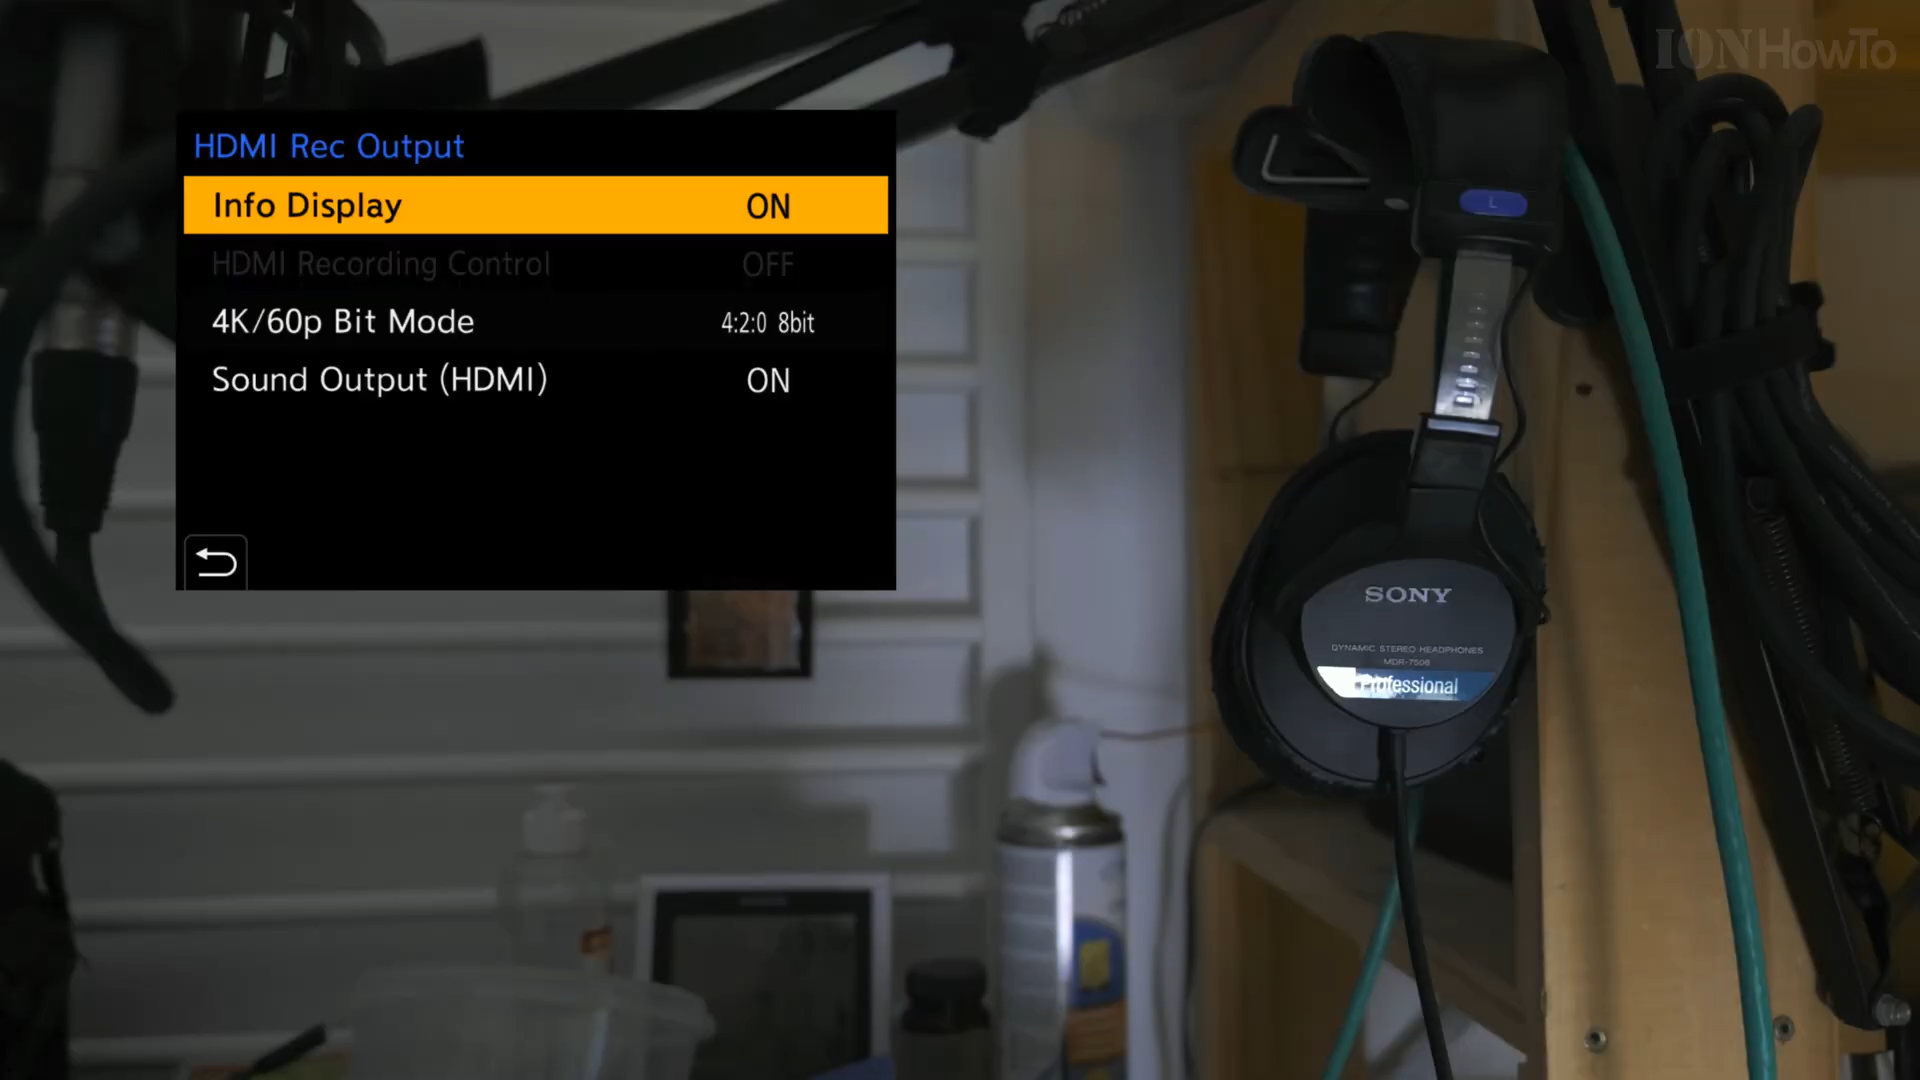 IONHowTo
HDMI Rec Output
Info Display ON
HDMI Recording Control OFF
4K/60p Bit Mode 4:2:0 8bit
Sound Output (HDMI) ON
L
SONY
DYNAMIC STEREO HEADPHONES
MDR-7506
Professional